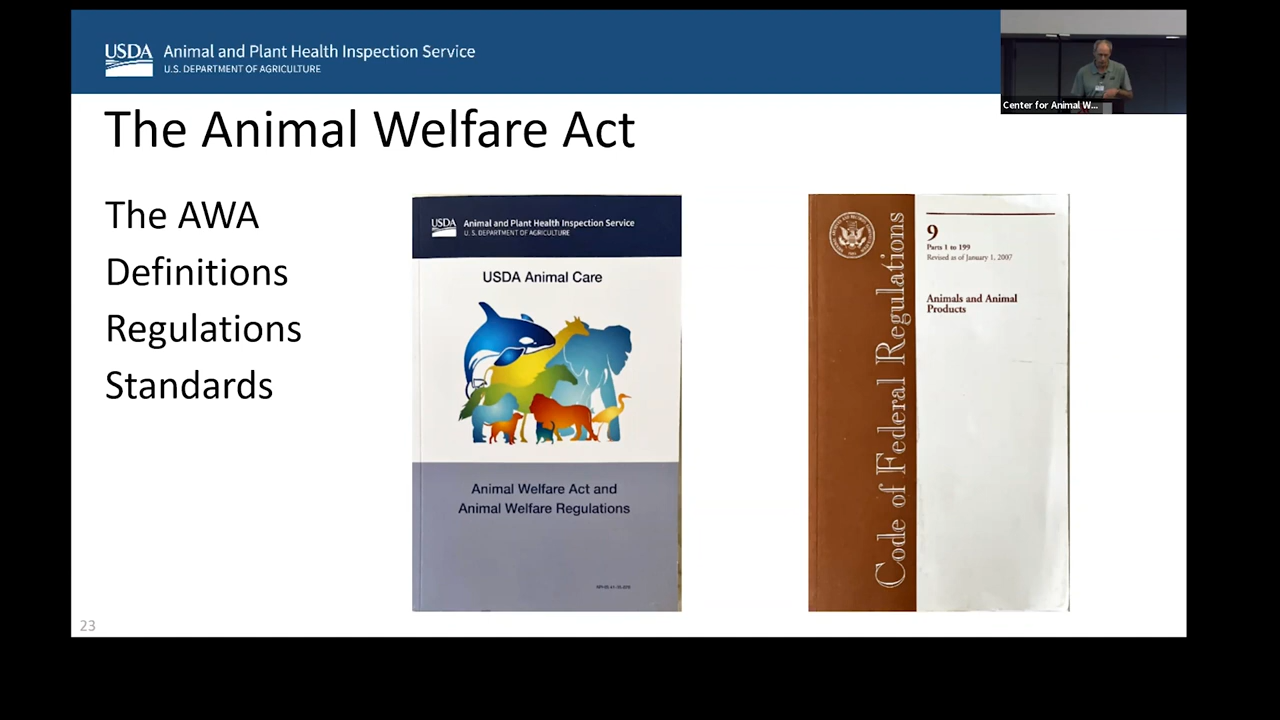 USDA Animal and Plant Health Inspection Service
U.S. DEPARTMENT OF AGRICULTURE
Center for Animal W...
The Animal Welfare Act
The AWA
Definitions
Regulations
Standards
USDA Animal and Plant Health Inspection Service
U.S. DEPARTMENT OF AGRICULTURE
USDA Animal Care
Animal Welfare Act and
Animal Welfare Regulations
Code of Federal Regulations
9
Parts 1 to 199
Revised as of January 1, 2007
Animals and Animal
Products
23